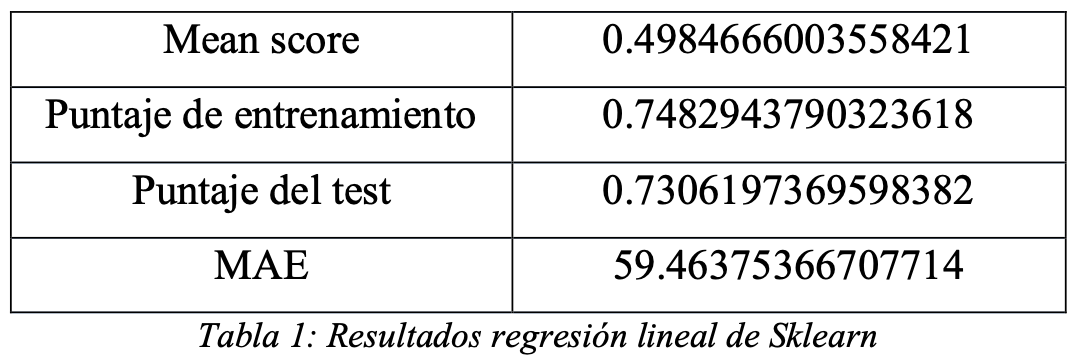 Mean score 0.4984666003558421
Puntaje de entrenamiento 0.7482943790323618
Puntaje del test 0.7306197369598382
MAE 59.46375366707714
Tabla 1: Resultados regresión lineal de Sklearn